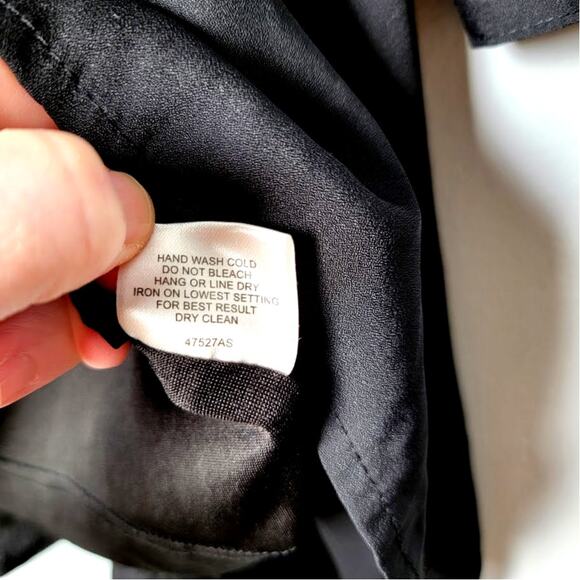 HAND WASH COLD
DO NOT BLEACH
HANG OR LINE DRY
IRON ON LOWEST SETTING
FOR BEST RESULT
DRY CLEAN
47527AS